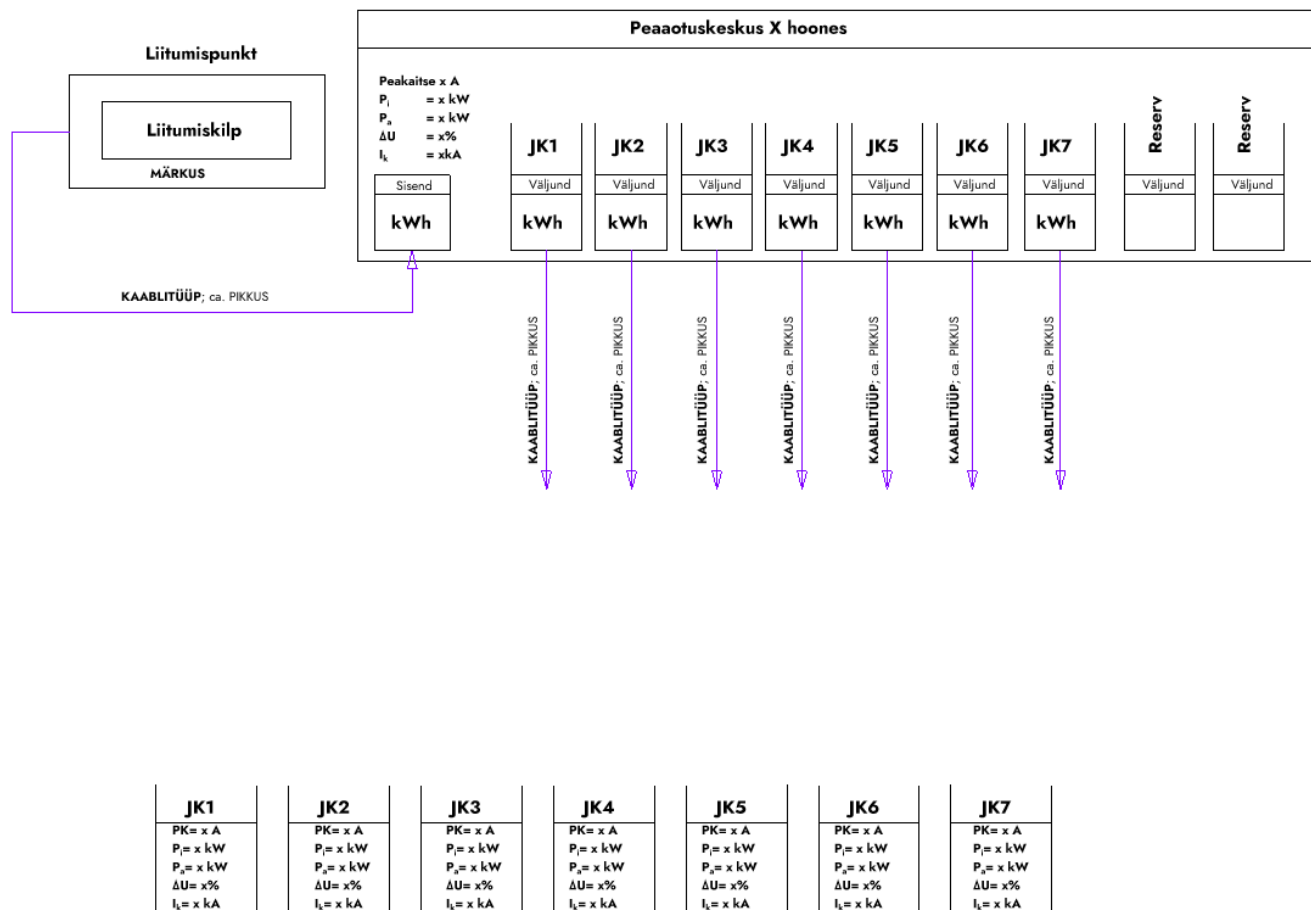 Peaaotuskeskus X hoones
Liitumispunkt
Liitumiskilp
MÄRKUS
Peakaitse x A
Pi = x kW
Pa = x kW
ΔU = x%
Ik = xkA
Sisend
kWh
JK1
Väljund
kWh
JK2
Väljund
kWh
JK3
Väljund
kWh
JK4
Väljund
kWh
JK5
Väljund
kWh
JK6
Väljund
kWh
JK7
Väljund
kWh
Reserv
Väljund
Reserv
Väljund
KAABLITÜÜP; ca. PIKKUS
KAABLITÜÜP; ca. PIKKUS
KAABLITÜÜP; ca. PIKKUS
KAABLITÜÜP; ca. PIKKUS
KAABLITÜÜP; ca. PIKKUS
KAABLITÜÜP; ca. PIKKUS
KAABLITÜÜP; ca. PIKKUS
KAABLITÜÜP; ca. PIKKUS
JK1
PK= x A
Pi= x kW
Pa= x kW
ΔU= x%
Ik= x kA
JK2
PK= x A
Pi= x kW
Pa= x kW
ΔU= x%
Ik= x kA
JK3
PK= x A
Pi= x kW
Pa= x kW
ΔU= x%
Ik= x kA
JK4
PK= x A
Pi= x kW
Pa= x kW
ΔU= x%
Ik= x kA
JK5
PK= x A
Pi= x kW
Pa= x kW
ΔU= x%
Ik= x kA
JK6
PK= x A
Pi= x kW
Pa= x kW
ΔU= x%
Ik= x kA
JK7
PK= x A
Pi= x kW
Pa= x kW
ΔU= x%
Ik= x kA